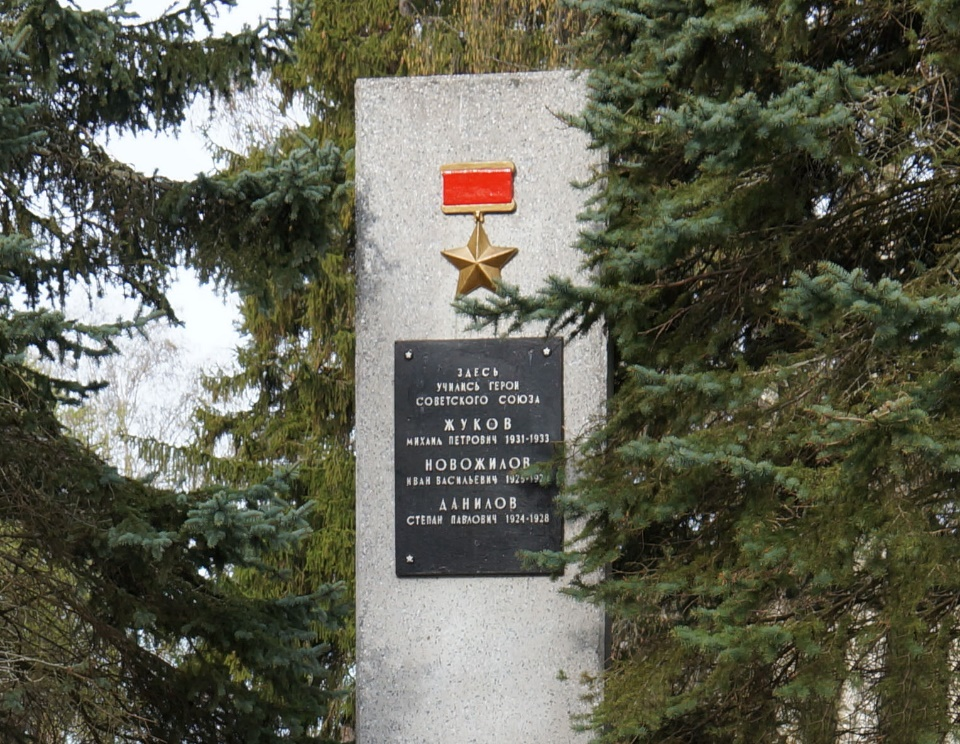 ЗДЕСЬ
УЧИЛИСЬ ГЕРОИ
СОВЕТСКОГО СОЮЗА
ЖУКОВ
МИХАИЛ ПЕТРОВИЧ 1931-1933
НОВОЖИЛОВ
ИВАН ВАСИЛЬЕВИЧ
ДАНИЛОВ
СТЕПАН ПАВЛОВИЧ 1924-1928